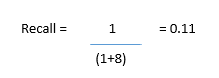 Recall = 1 = 0.11
(1+8)